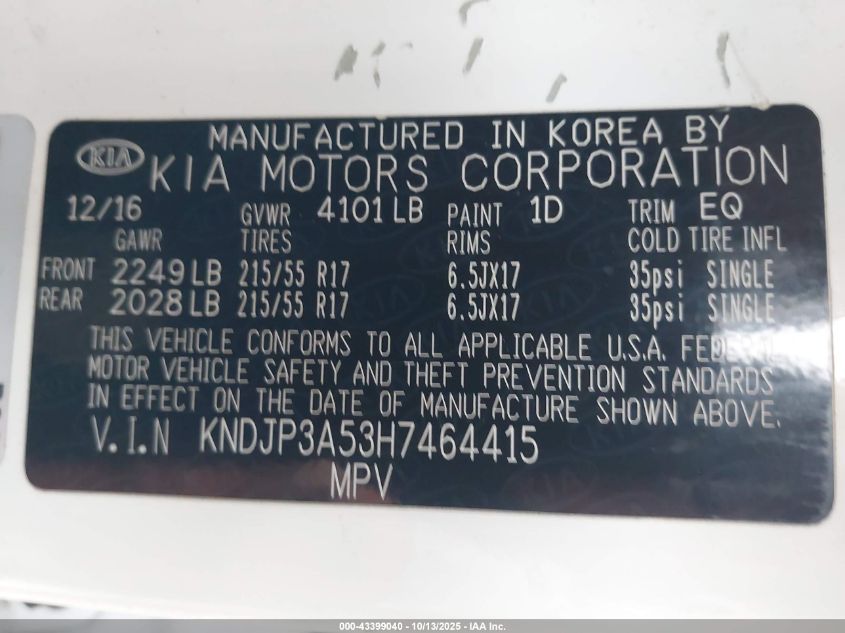 MANUFACTURED IN KOREA BY
KIA KIA MOTORS CORPORATION
12/16 GVWR 4101 LB PAINT 1D TRIM EQ
GAWR TIRES RIMS COLD TIRE INFL
FRONT 2249 LB 215/55 R17 6.5JX17 35psi SINGLE
REAR 2028 LB 215/55 R17 6.5JX17 35psi SINGLE
THIS VEHICLE CONFORMS TO ALL APPLICABLE U.S.A. FEDERAL
MOTOR VEHICLE SAFETY AND THEFT PREVENTION STANDARDS
IN EFFECT ON THE DATE OF MANUFACTURE SHOWN ABOVE.
V.I.N KNDJP3A53H7464415
MPV
000-43399040 - 10/13/2025 - IAA Inc.